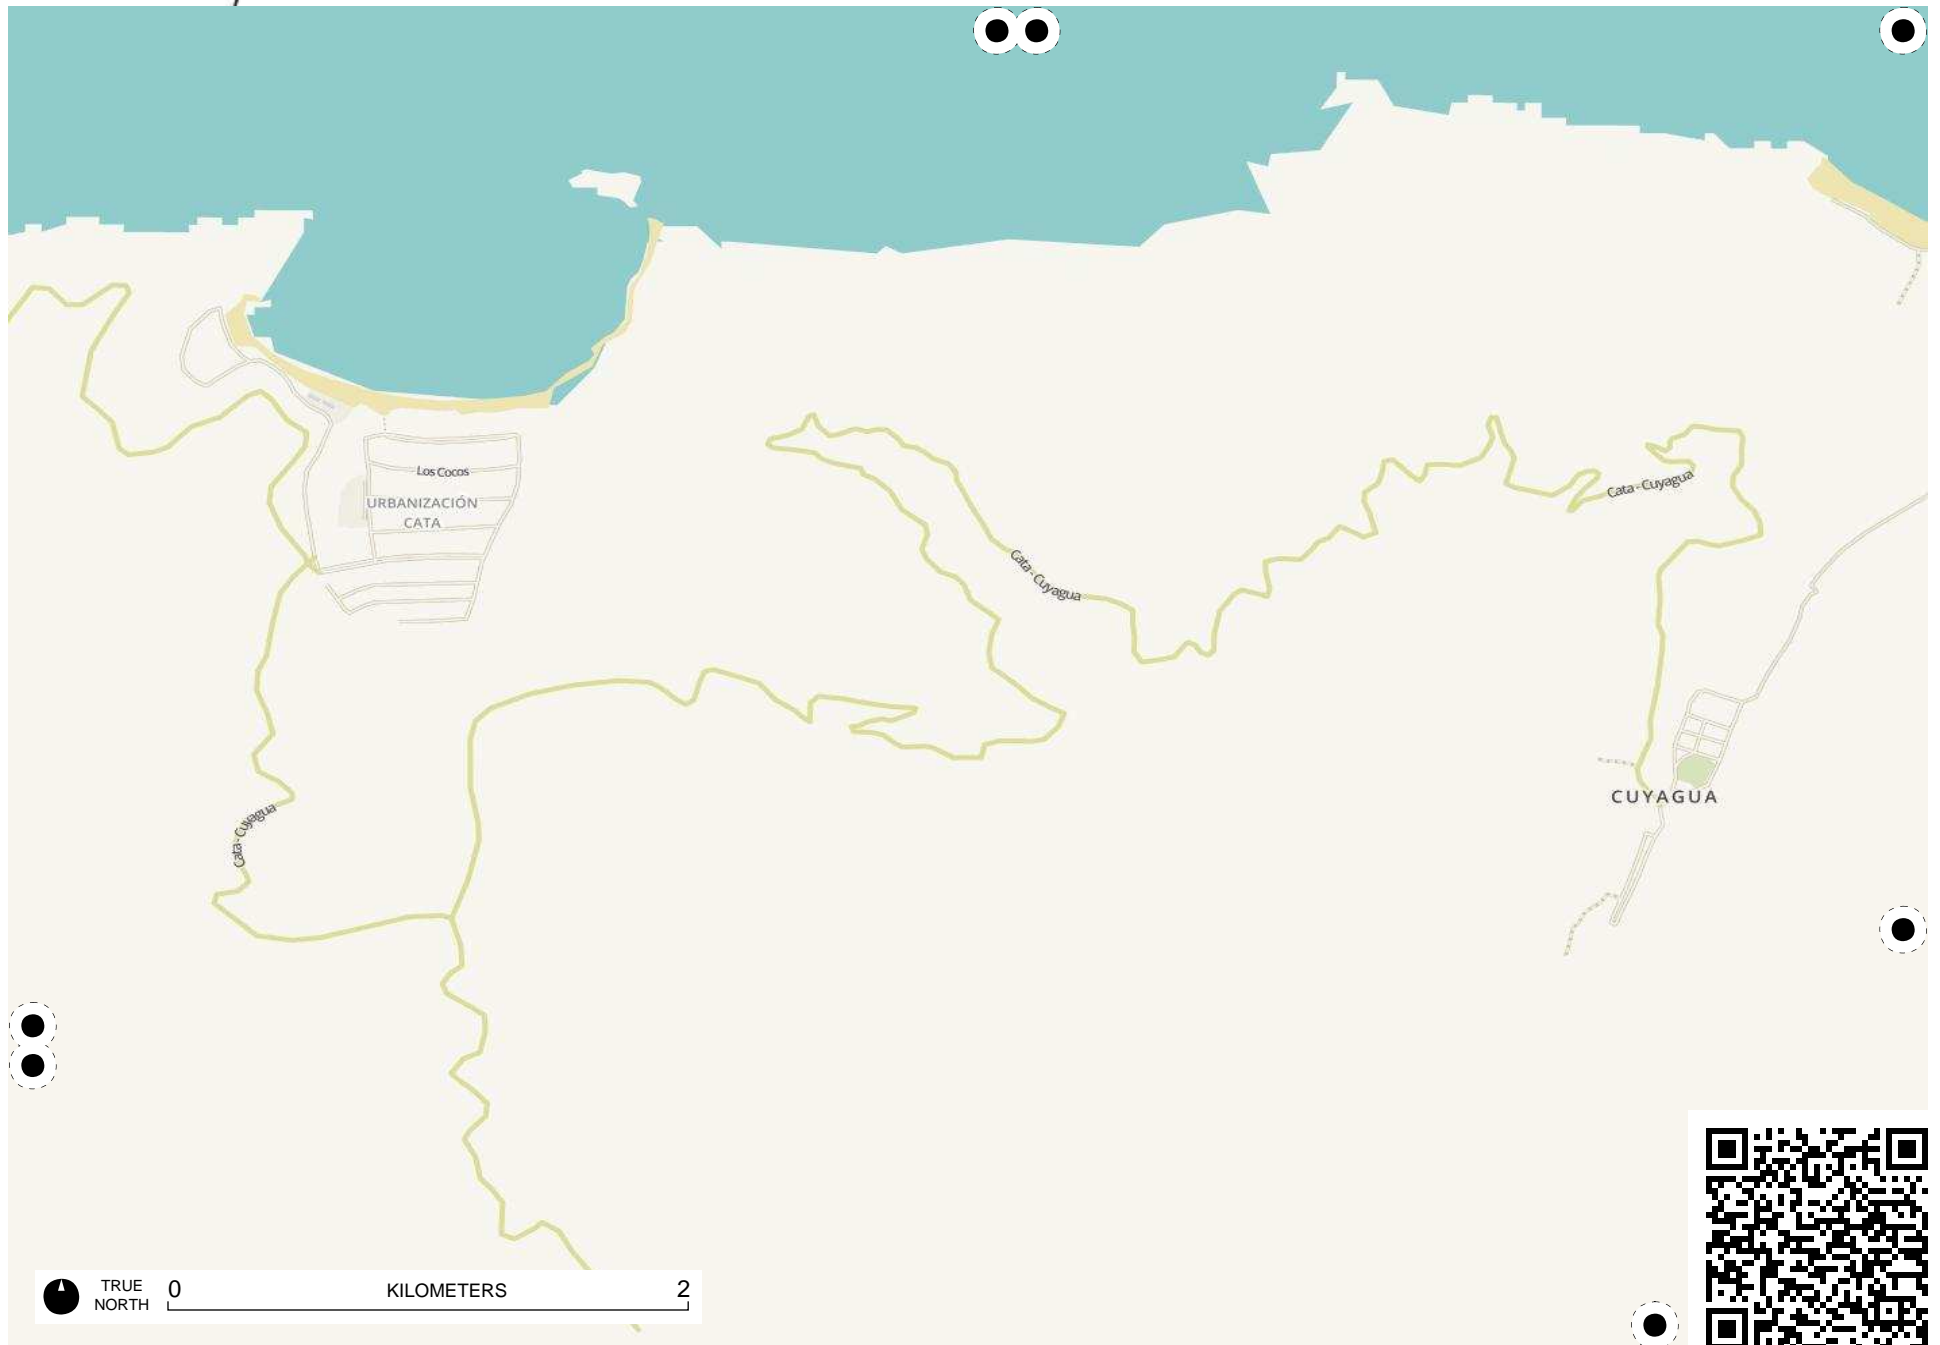 Los Cocos
URBANIZACIÓN
CATA
Cata - Cuyagua
Cata - Cuyagua
Cata - Cuyagua
CUYAGUA
TRUE
NORTH
0 KILOMETERS 2